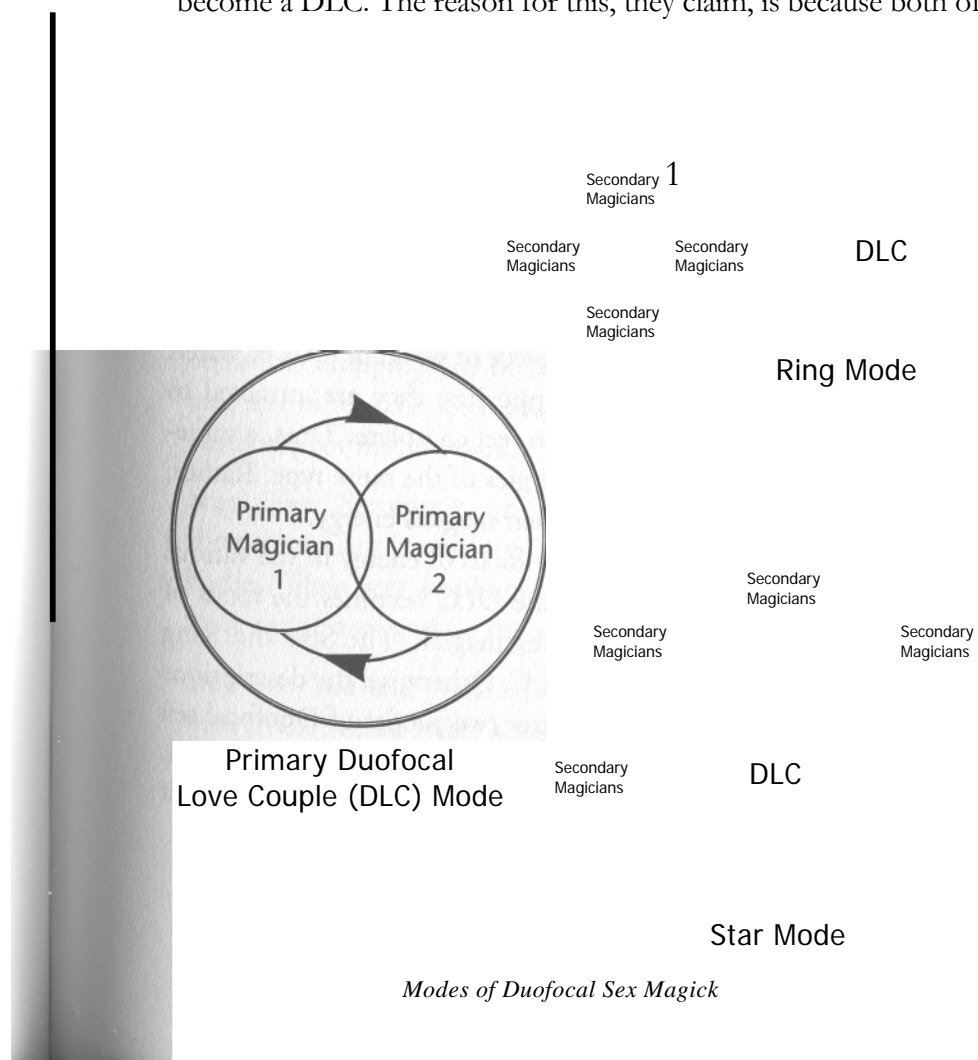 become a DLC. The reason for this, they claim, is because both of
Secondary 1
Magicians
Secondary
Magicians
Secondary
Magicians
DLC
Secondary
Magicians
Ring Mode
Primary
Magician
1
Primary
Magician
2
Primary Duofocal
Love Couple (DLC) Mode
Secondary
Magicians
Secondary
Magicians
Secondary
Magicians
Secondary
Magicians
DLC
Star Mode
Modes of Duofocal Sex Magick